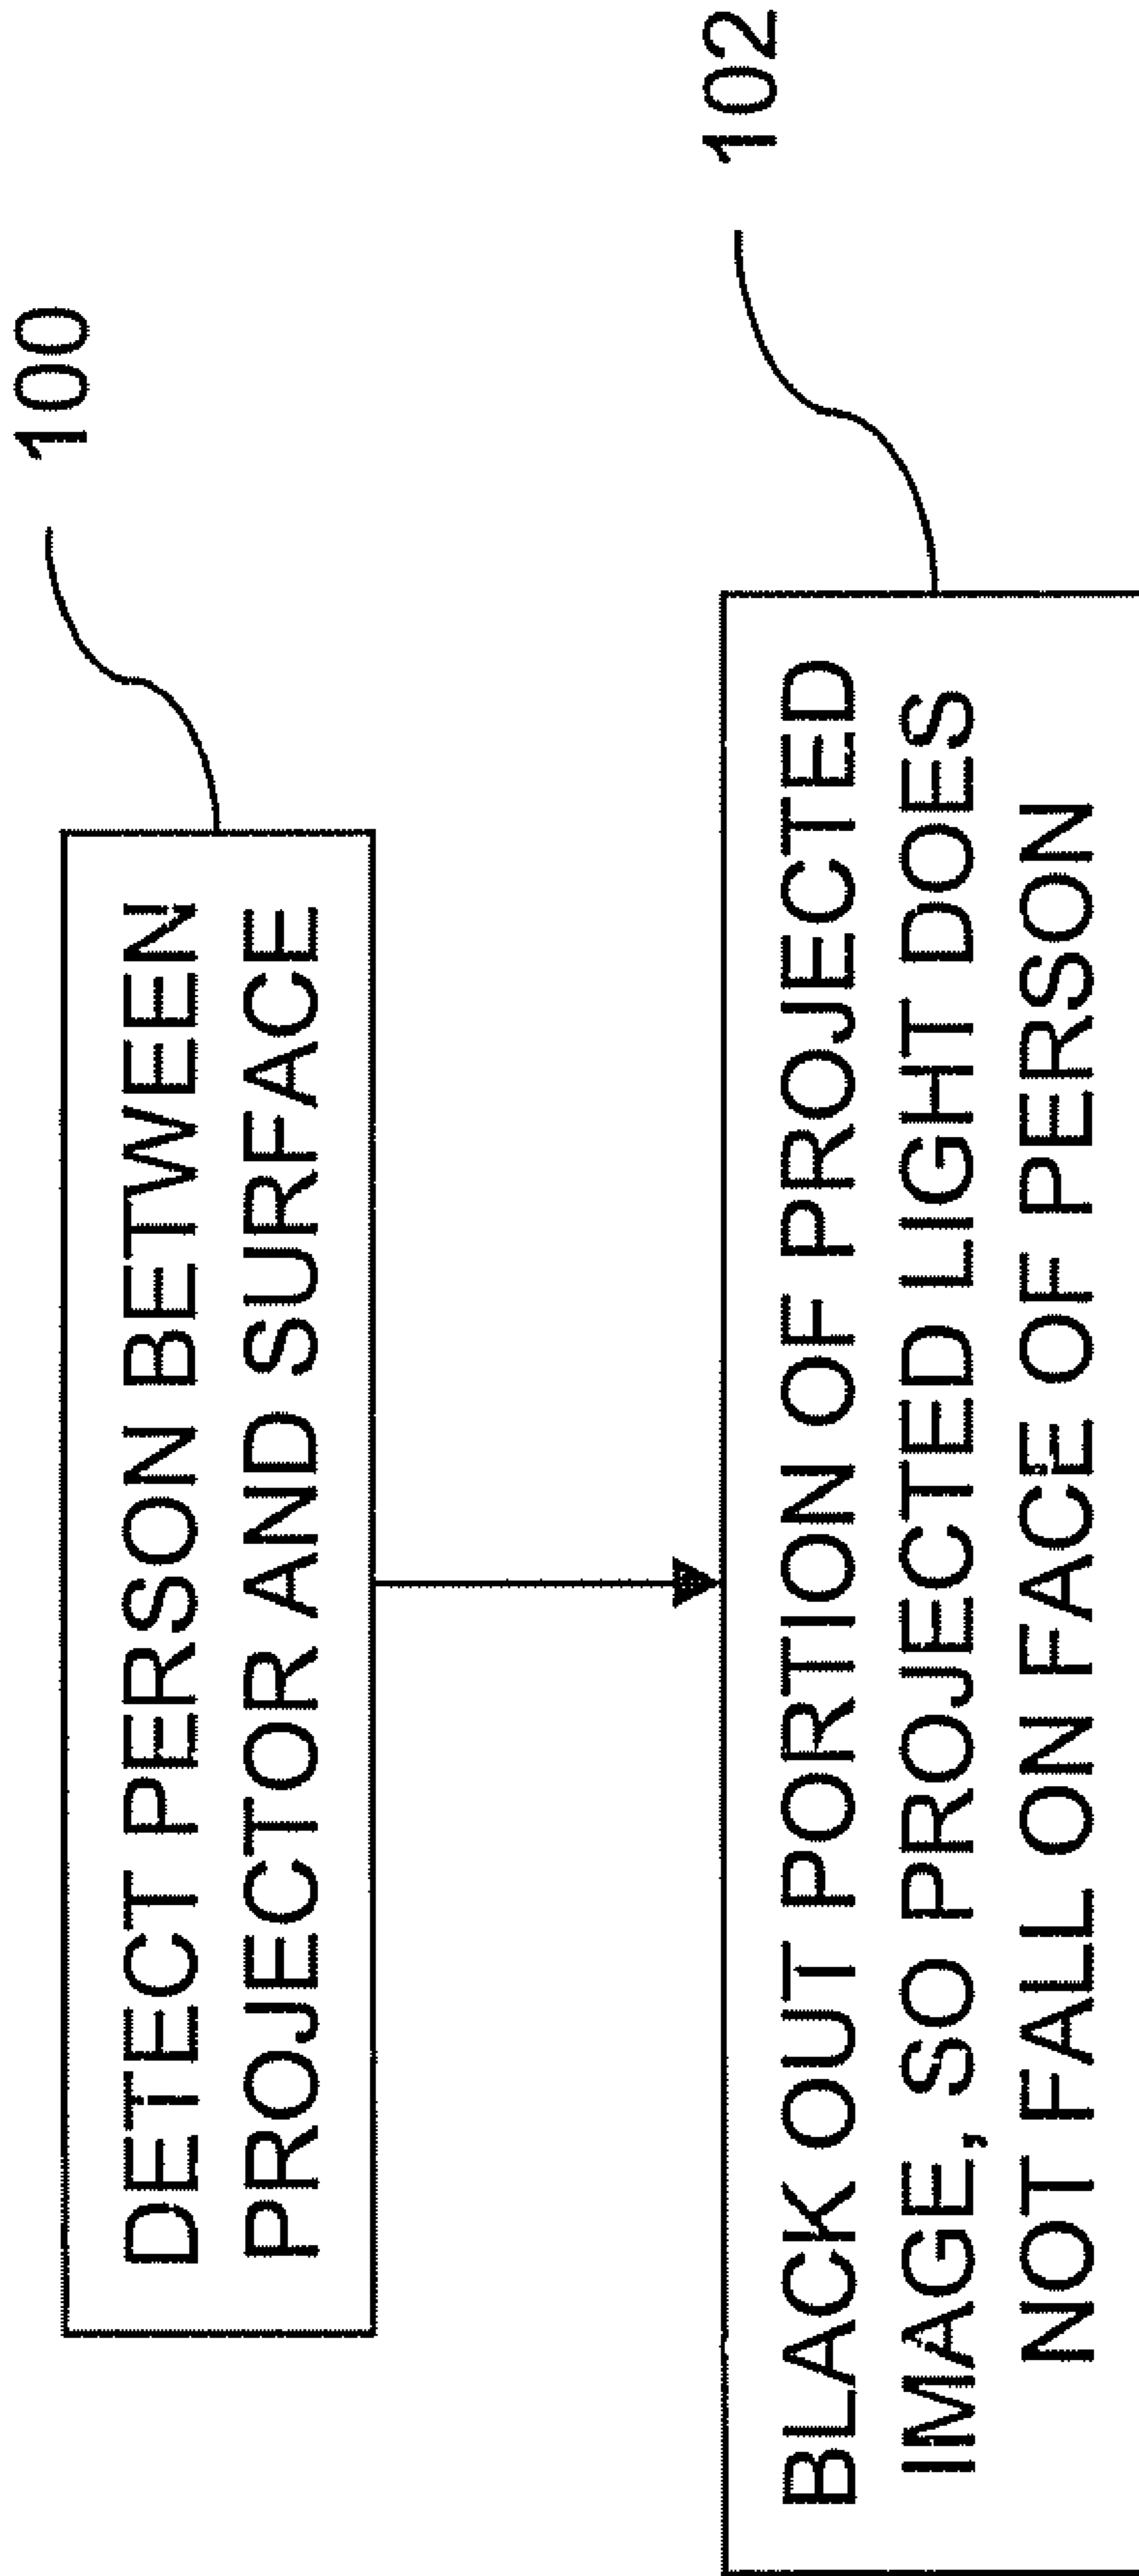 100
DETECT PERSON BETWEEN
PROJECTOR AND SURFACE
102
BLACK OUT PORTION OF PROJECTED
IMAGE, SO PROJECTED LIGHT DOES
NOT FALL ON FACE OF PERSON